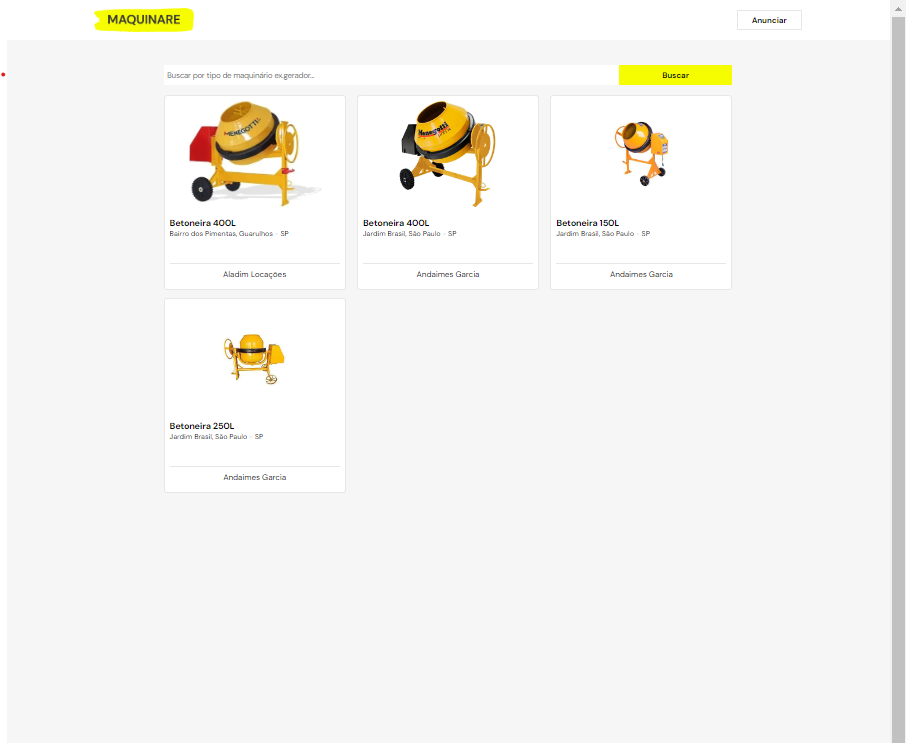 MAQUINARE
Anunciar
Buscar por tipo de maquinário ex.gerador...
Buscar
MENEGOTTI
Menegotti
Betoneira 400L
Bairro dos Pimentas, Guarulhos - SP
Aladim Locações
Betoneira 400L
Jardim Brasil, São Paulo - SP
Andaimes Garcia
Betoneira 150L
Jardim Brasil, São Paulo - SP
Andaimes Garcia
Betoneira 250L
Jardim Brasil, São Paulo - SP
Andaimes Garcia